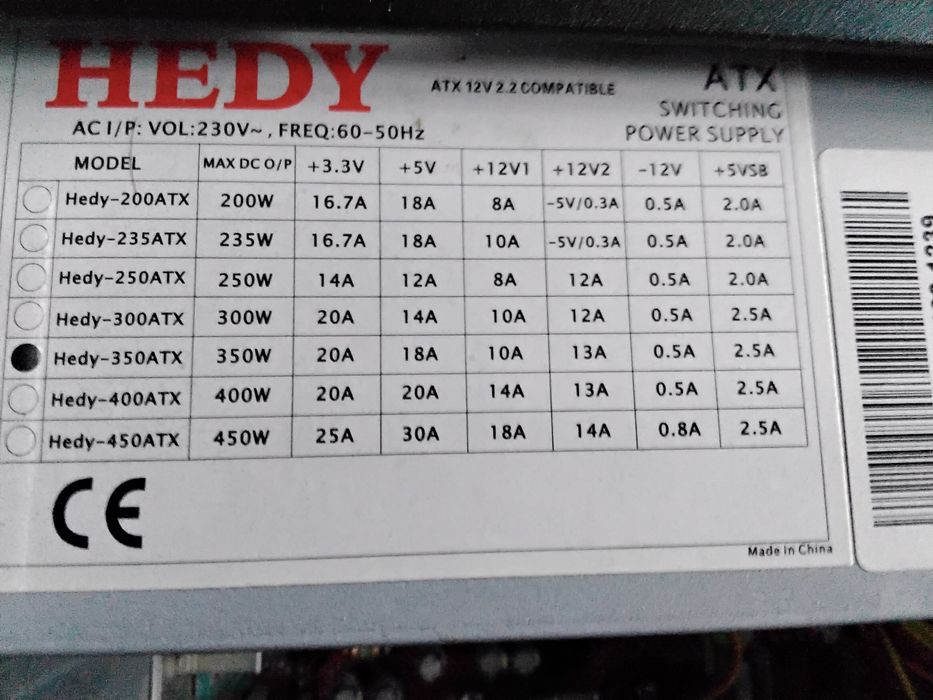 HEDY
ATX 12V 2.2 COMPATIBLE
ATX
SWITCHING
POWER SUPPLY
AC I/P: VOL:230V~, FREQ:60-50Hz
MODEL MAX DC O/P +3.3V +5V +12V1 +12V2 -12V +5VSB
Hedy-200ATX 200W 16.7A 18A 8A -5V/0.3A 0.5A 2.0A
Hedy-235ATX 235W 16.7A 18A 10A -5V/0.3A 0.5A 2.0A
Hedy-250ATX 250W 14A 12A 8A 12A 0.5A 2.0A
Hedy-300ATX 300W 20A 14A 10A 12A 0.5A 2.5A
Hedy-350ATX 350W 20A 18A 10A 13A 0.5A 2.5A
Hedy-400ATX 400W 20A 20A 14A 13A 0.5A 2.5A
Hedy-450ATX 450W 25A 30A 18A 14A 0.8A 2.5A
CE
Made In China